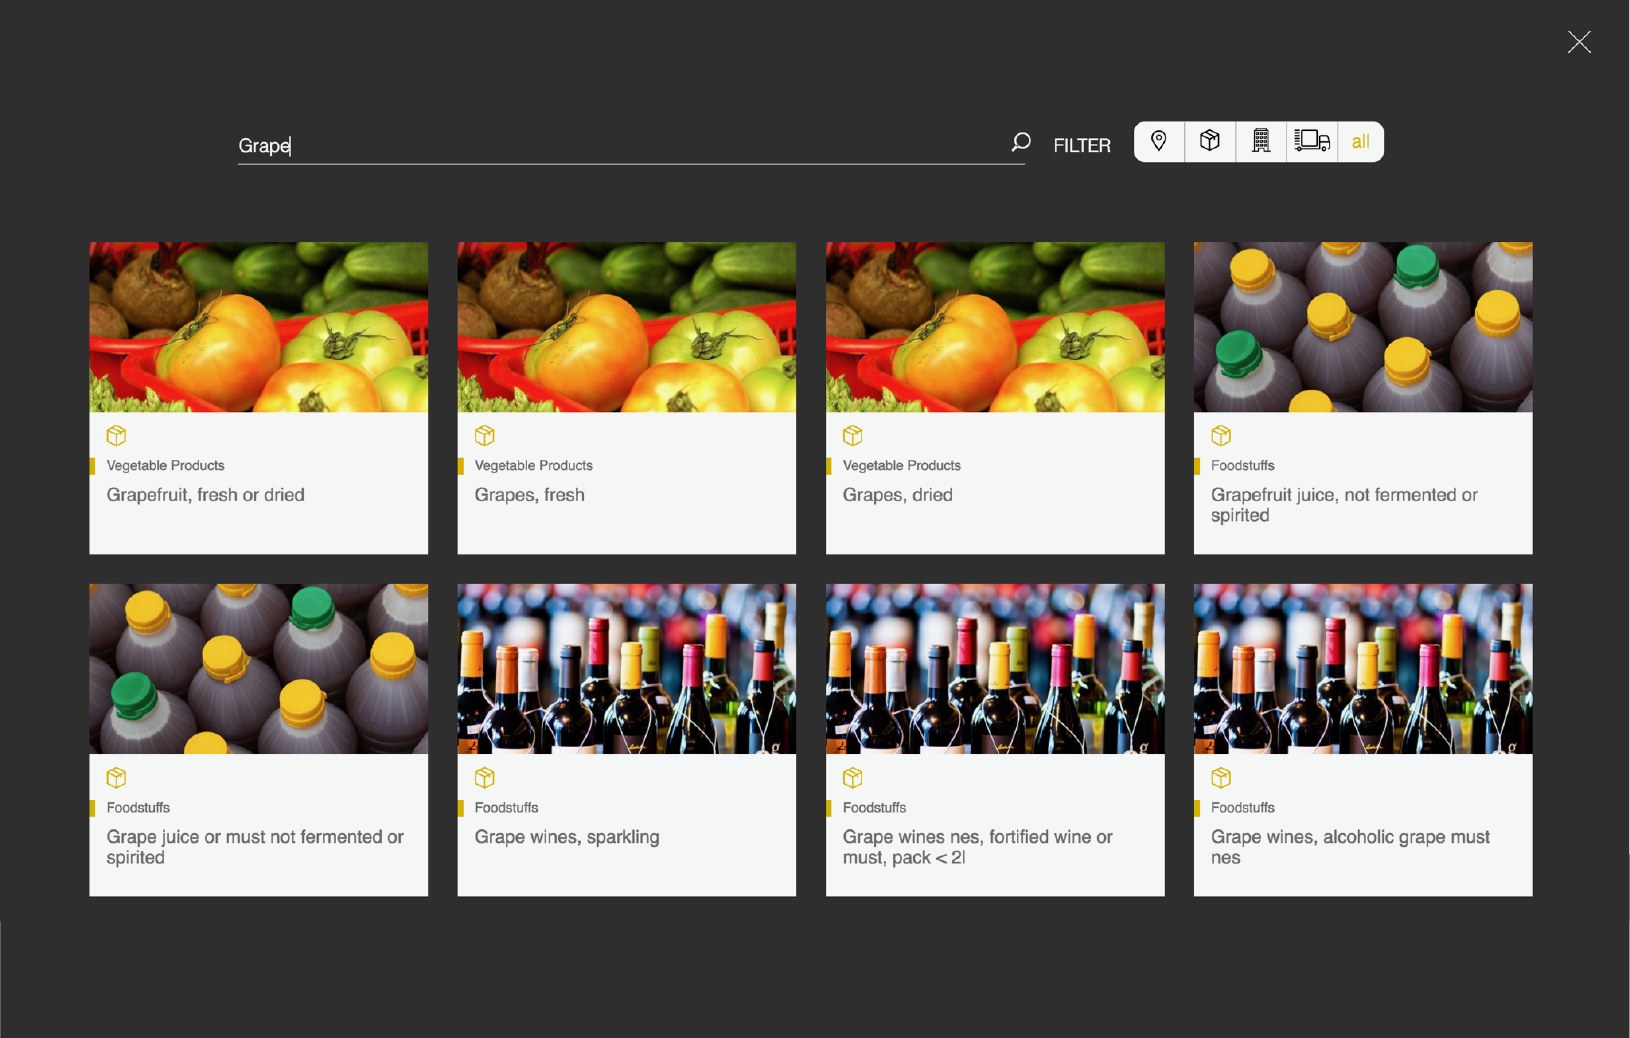 Grape
FILTER
all
Vegetable Products
Grapefruit, fresh or dried
Vegetable Products
Grapes, fresh
Vegetable Products
Grapes, dried
Foodstuffs
Grapefruit juice, not fermented or
spirited
Foodstuffs
Grape juice or must not fermented or
spirited
Foodstuffs
Grape wines, sparkling
Foodstuffs
Grape wines nes, fortified wine or
must, pack < 2l
Foodstuffs
Grape wines, alcoholic grape must
nes